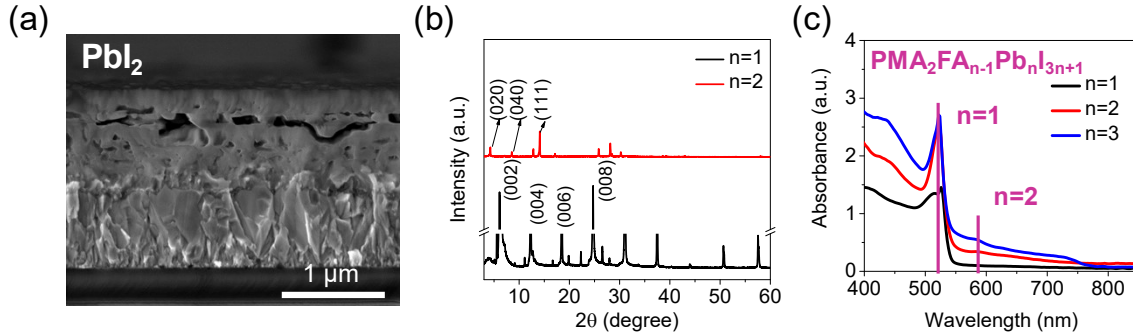 (a)
PbI₂
1 µm
(b)
Intensity (a.u.)
n=1
n=2
(020)
(040)
(111)
(002)
(004)
(006)
(008)
10 20 30 40 50 60
2θ (degree)
(c)
Absorbance (a.u.)
4
3
2
1
0
PMA₂FAₙ₋₁PbₙI₃ₙ₊₁
n=1
n=2
n=3
n=1
n=2
400 500 600 700 800
Wavelength (nm)